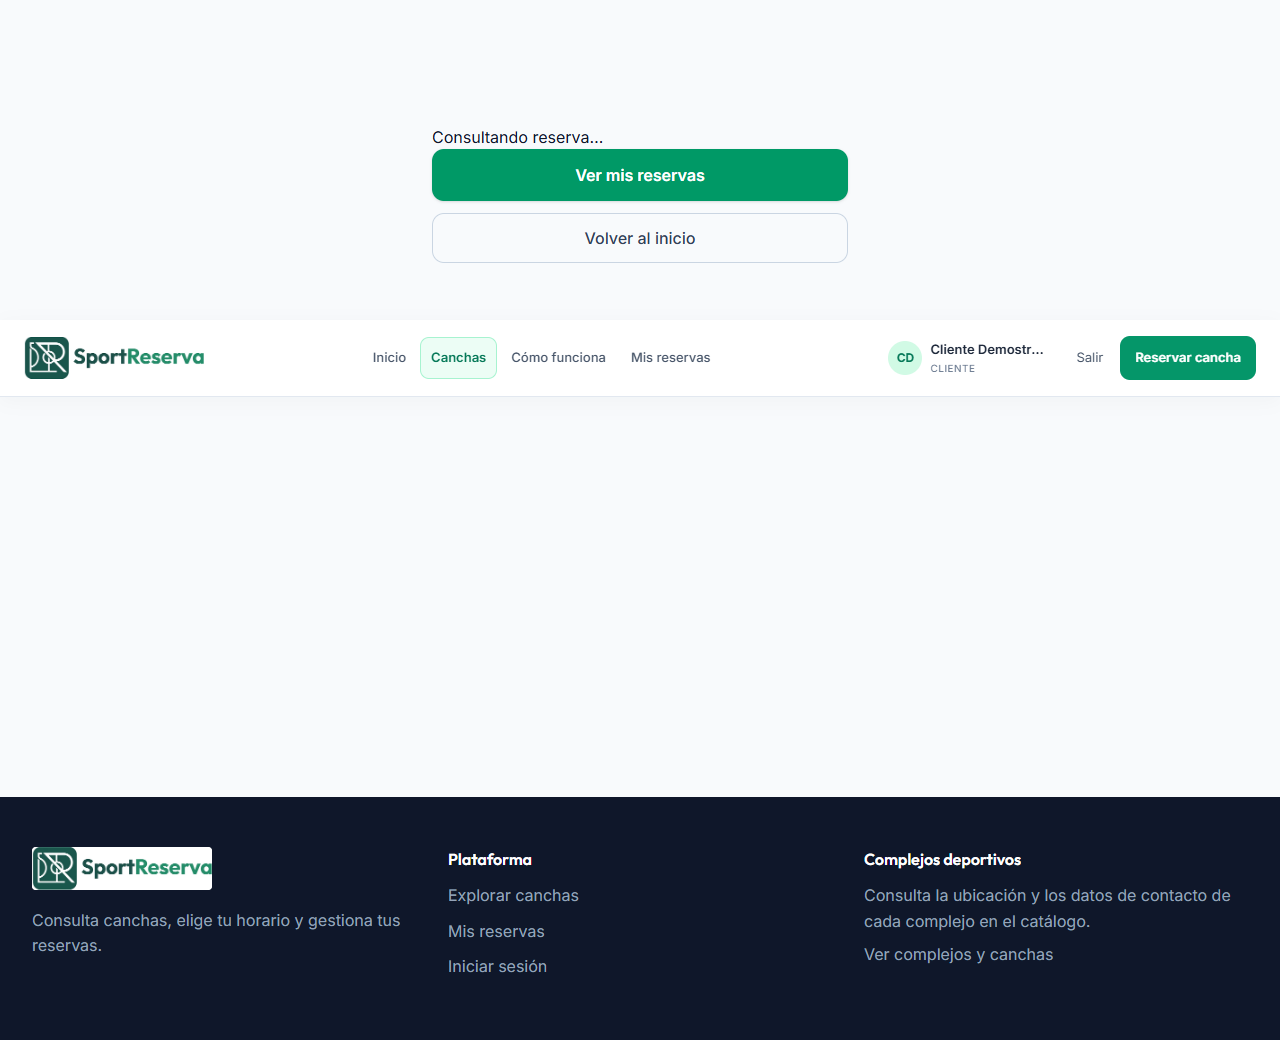 Consultando reserva...
Ver mis reservas
Volver al inicio
SportReserva
Inicio
Canchas
Cómo funciona
Mis reservas
CD
Cliente Demostr...
CLIENTE
Salir
Reservar cancha
SportReserva
Consulta canchas, elige tu horario y gestiona tus
reservas.
Plataforma
Explorar canchas
Mis reservas
Iniciar sesión
Complejos deportivos
Consulta la ubicación y los datos de contacto de
cada complejo en el catálogo.
Ver complejos y canchas